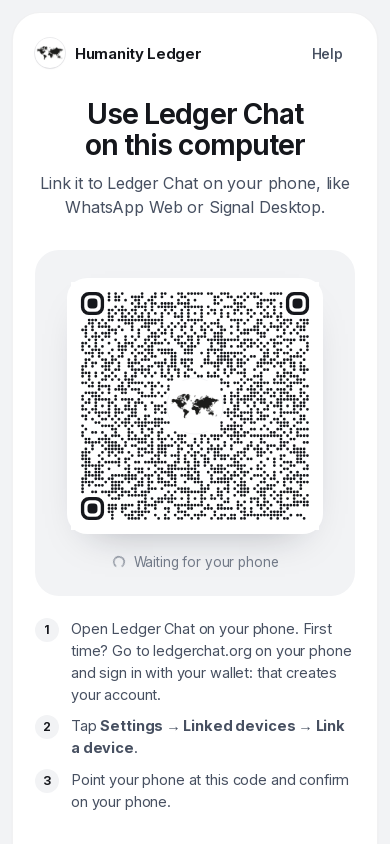 Humanity Ledger
Help
Use Ledger Chat
on this computer
Link it to Ledger Chat on your phone, like
WhatsApp Web or Signal Desktop.
Waiting for your phone
1 Open Ledger Chat on your phone. First
time? Go to ledgerchat.org on your phone
and sign in with your wallet: that creates
your account.
2 Tap Settings → Linked devices → Link
a device.
3 Point your phone at this code and confirm
on your phone.